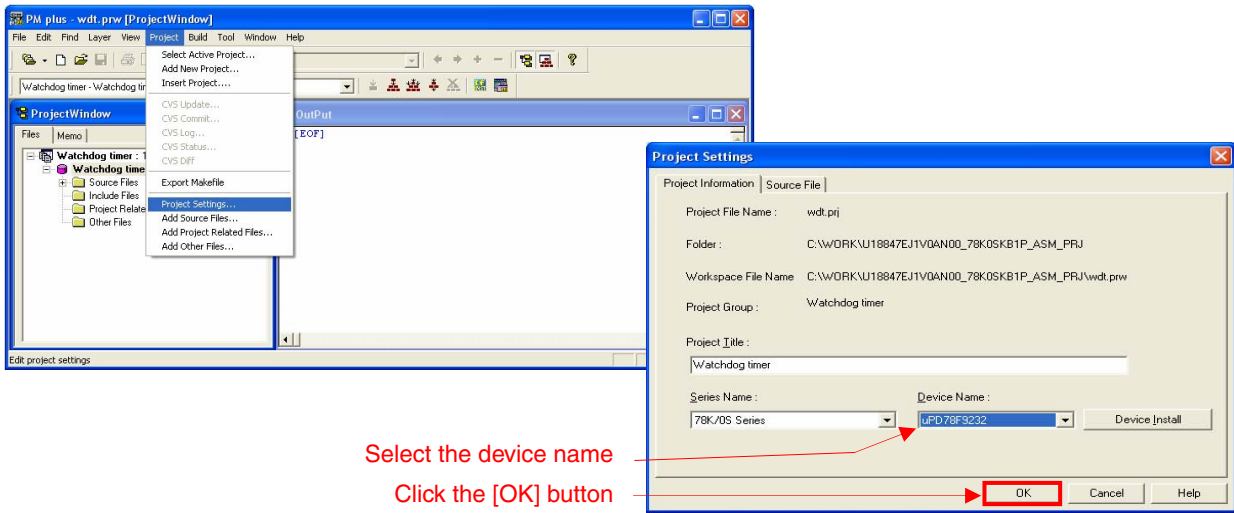 PM plus - wdt.prw [ProjectWindow]
File Edit Find Layer View Project Build Tool Window Help
Watchdog timer - Watchdog tir
Select Active Project...
Add New Project...
Insert Project....
CVS Update...
CVS Commit...
CVS Log...
CVS Status...
CVS Diff
Export Makefile
Project Settings...
Add Source Files...
Add Project Related Files...
Add Other Files...
ProjectWindow
Files Memo
Watchdog timer : 1
Watchdog time
Source Files
Include Files
Project Relate
Other Files
OutPut
[EOF]
Edit project settings
Project Settings
Project Information Source File
Project File Name : wdt.prj
Folder : C:\WORK\U18847EJ1V0AN00_78K0SKB1P_ASM_PRJ
Workspace File Name C:\WORK\U18847EJ1V0AN00_78K0SKB1P_ASM_PRJ\wdt.prw
Project Group : Watchdog timer
Project Title :
Watchdog timer
Series Name : Device Name :
78K/0S Series uPD78F9232 Device Install
OK Cancel Help
Select the device name
Click the [OK] button